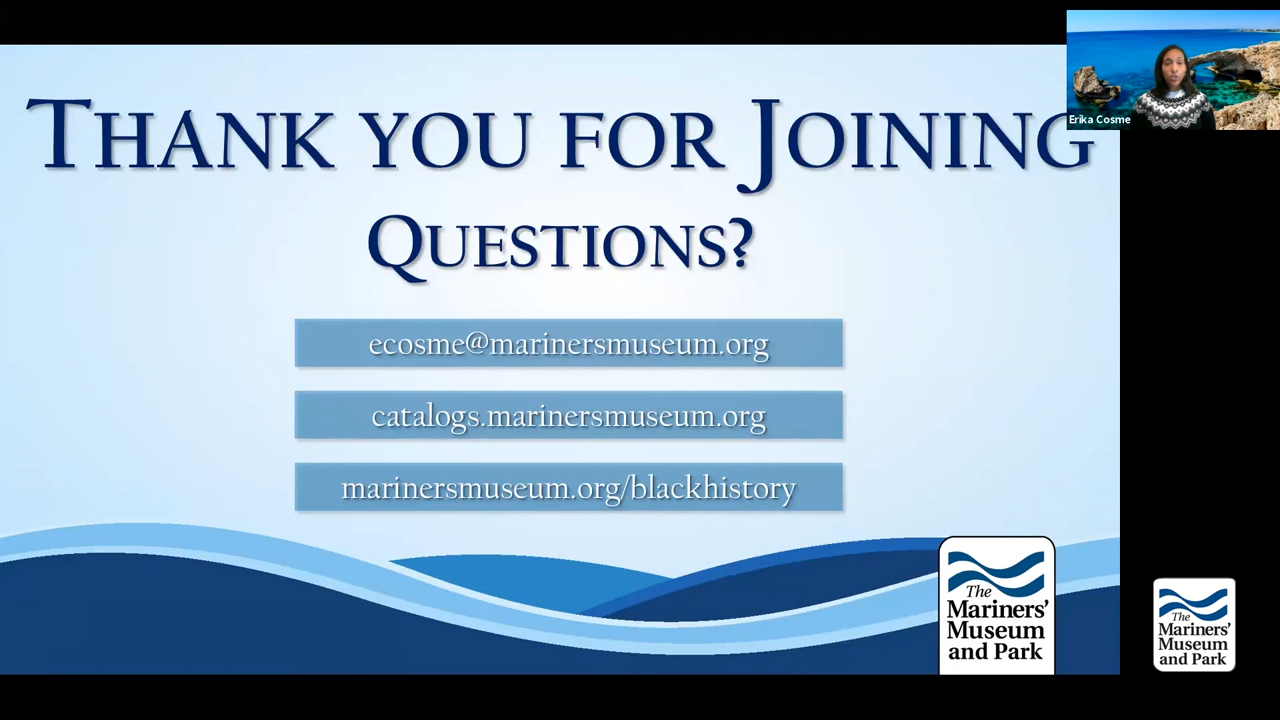 THANK YOU FOR JOINING
QUESTIONS?
ecosme@marinersmuseum.org
catalogs.marinersmuseum.org
marinersmuseum.org/blackhistory
The
Mariners'
Museum
and Park
Erika Cosme
The
Mariners'
Museum
and Park